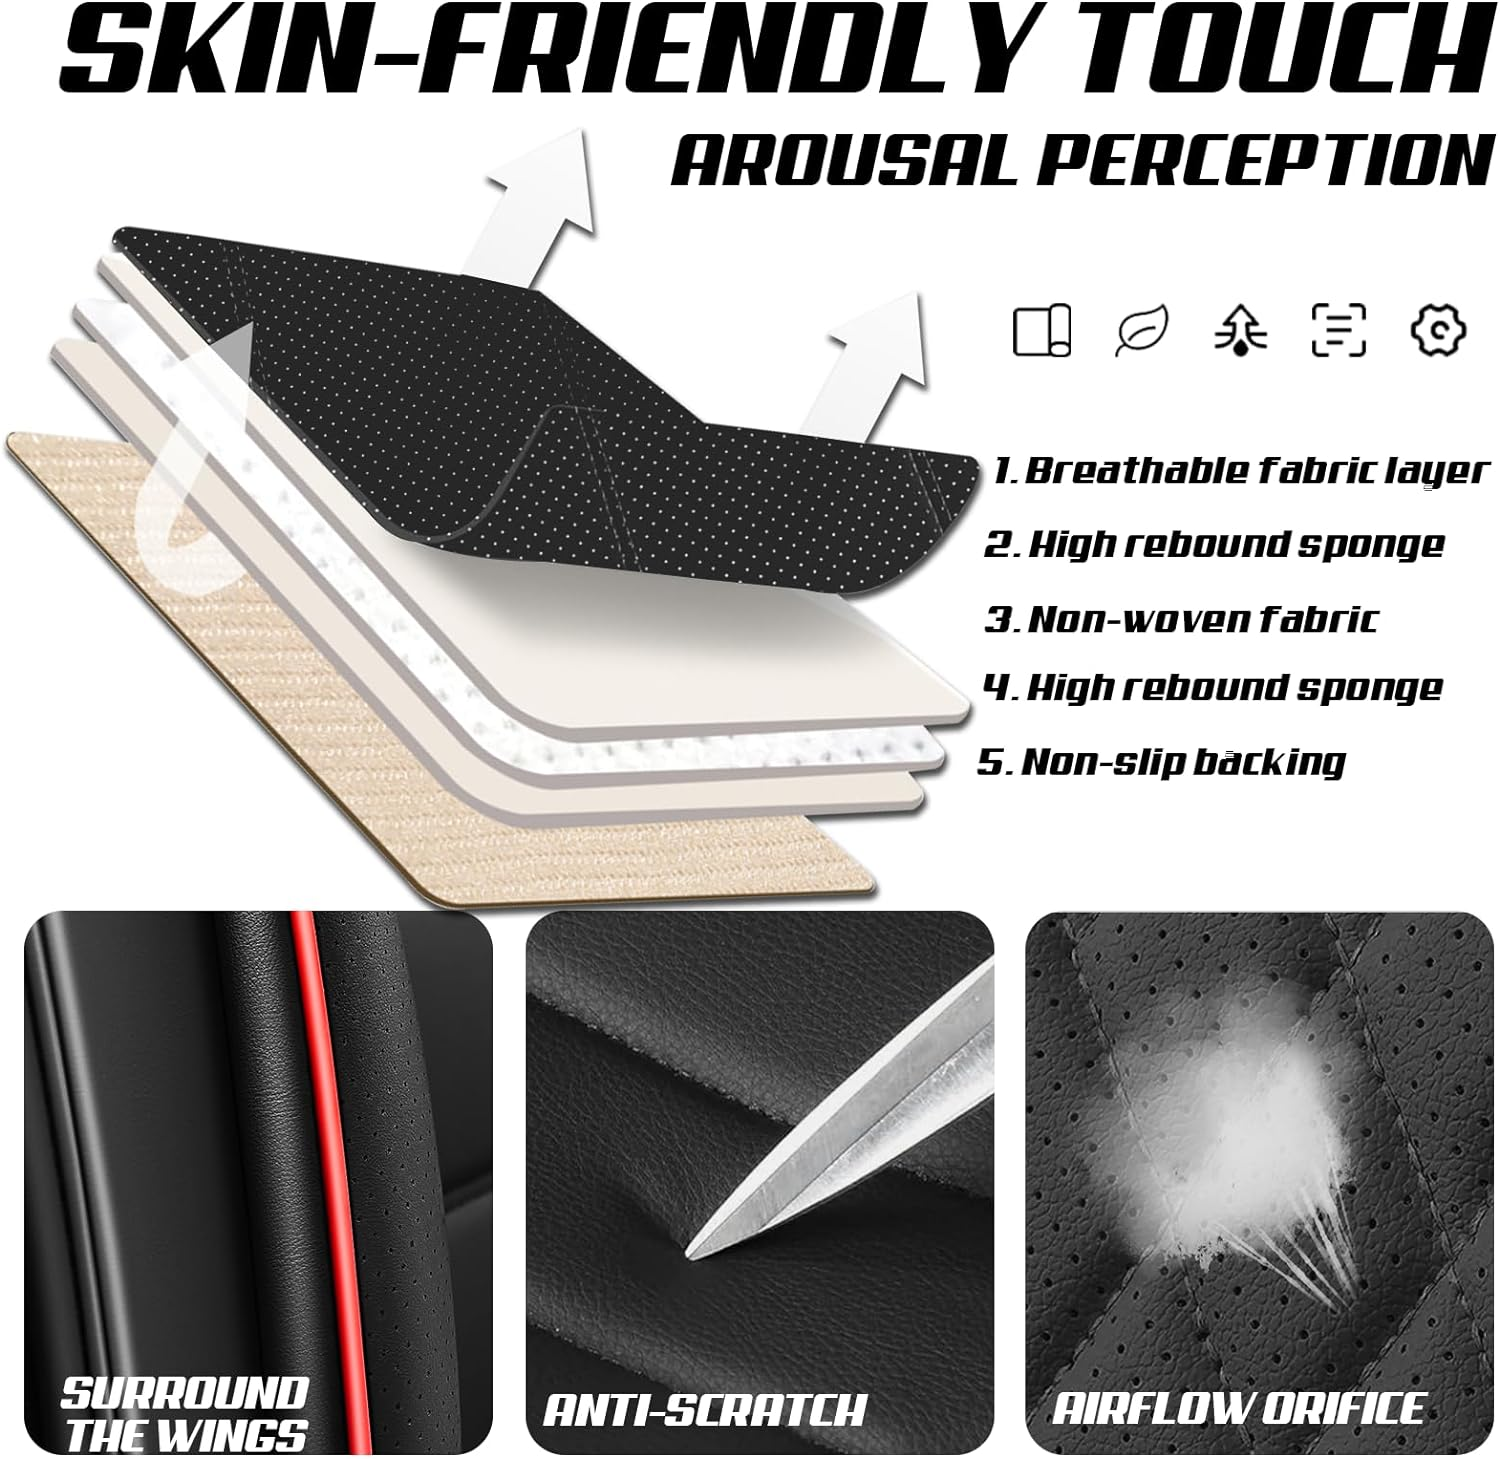 SKIN-FRIENDLY TOUCH
AROUSAL PERCEPTION
1. Breathable fabric layer
2. High rebound sponge
3. Non-woven fabric
4. High rebound sponge
5. Non-slip backing
SURROUND
THE WINGS
ANTI-SCRATCH
AIRFLOW ORIFICE